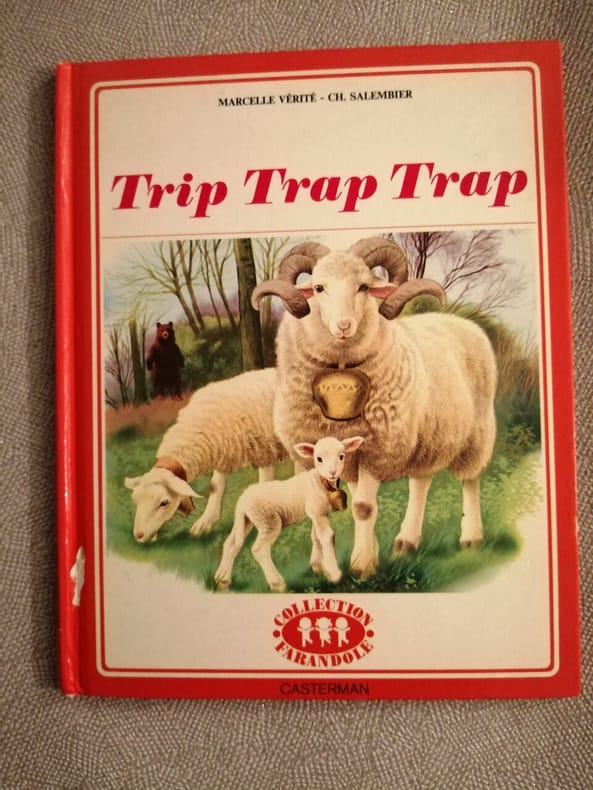 MARCELLE VÉRITÉ - CH. SALEMBIER
Trip Trap Trap
COLLECTION
FARANDOLE
CASTERMAN